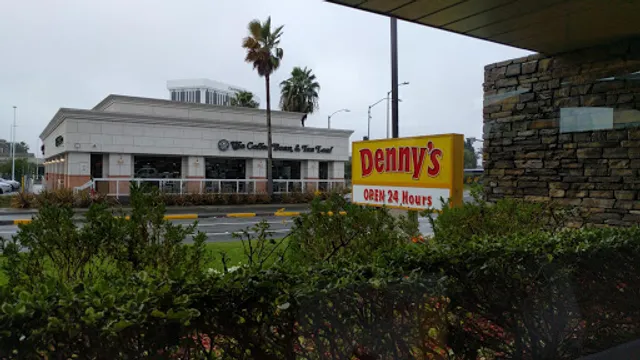 The Coffee Bean & Tea Leaf
Denny's
OPEN 24 Hours